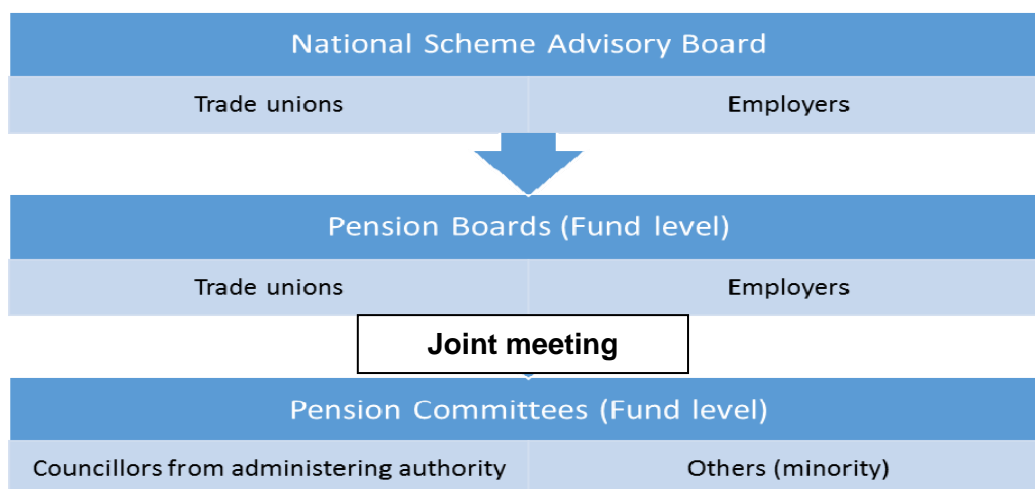 National Scheme Advisory Board
Trade unions Employers
Pension Boards (Fund level)
Trade unions Employers
Joint meeting
Pension Committees (Fund level)
Councillors from administering authority Others (minority)